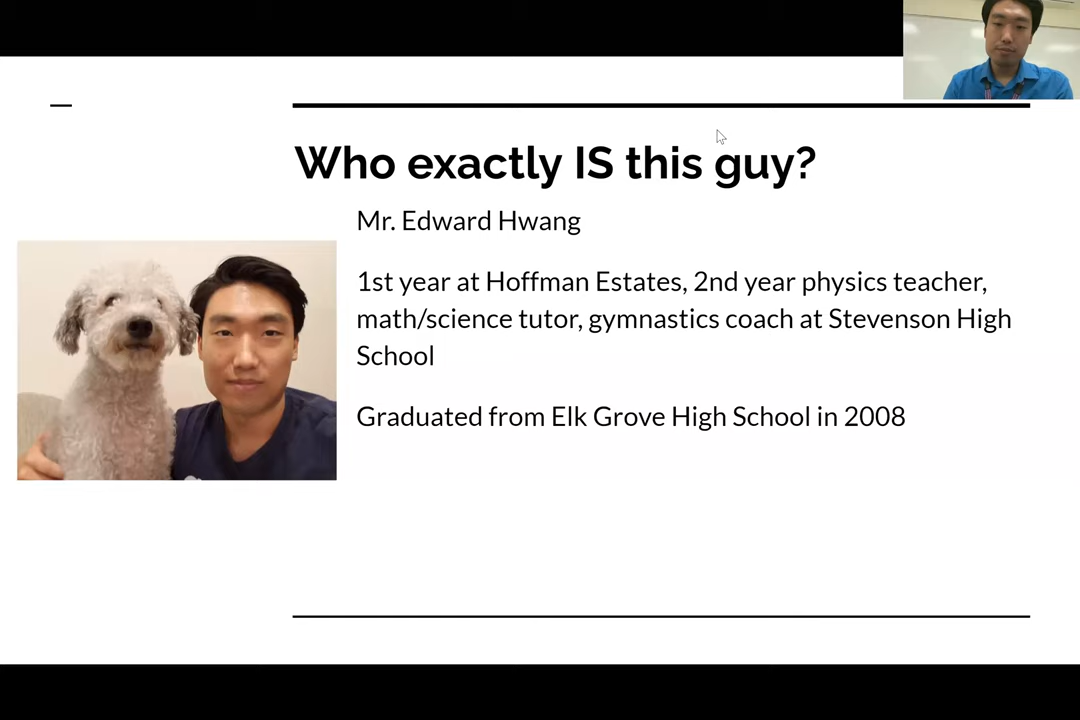 Who exactly IS this guy?
Mr. Edward Hwang
1st year at Hoffman Estates, 2nd year physics teacher,
math/science tutor, gymnastics coach at Stevenson High
School
Graduated from Elk Grove High School in 2008